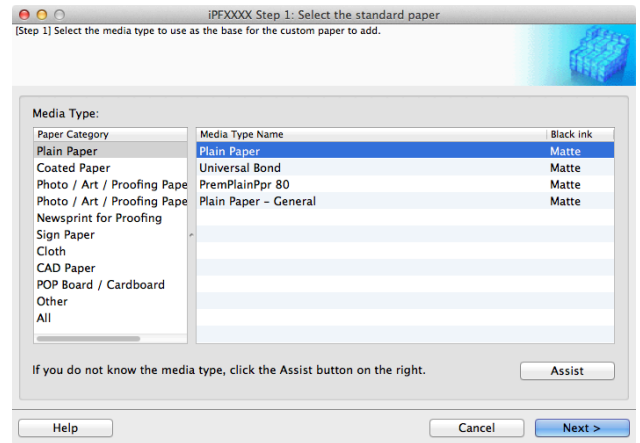 iPFXXXX Step 1: Select the standard paper
[Step 1] Select the media type to use as the base for the custom paper to add.
Media Type:
Paper Category Media Type Name Black ink
Plain Paper Plain Paper Matte
Coated Paper Universal Bond Matte
Photo / Art / Proofing Pape PremPlainPpr 80 Matte
Photo / Art / Proofing Pape Plain Paper – General Matte
Newsprint for Proofing
Sign Paper
Cloth
CAD Paper
POP Board / Cardboard
Other
All
If you do not know the media type, click the Assist button on the right. Assist
Help Cancel Next >